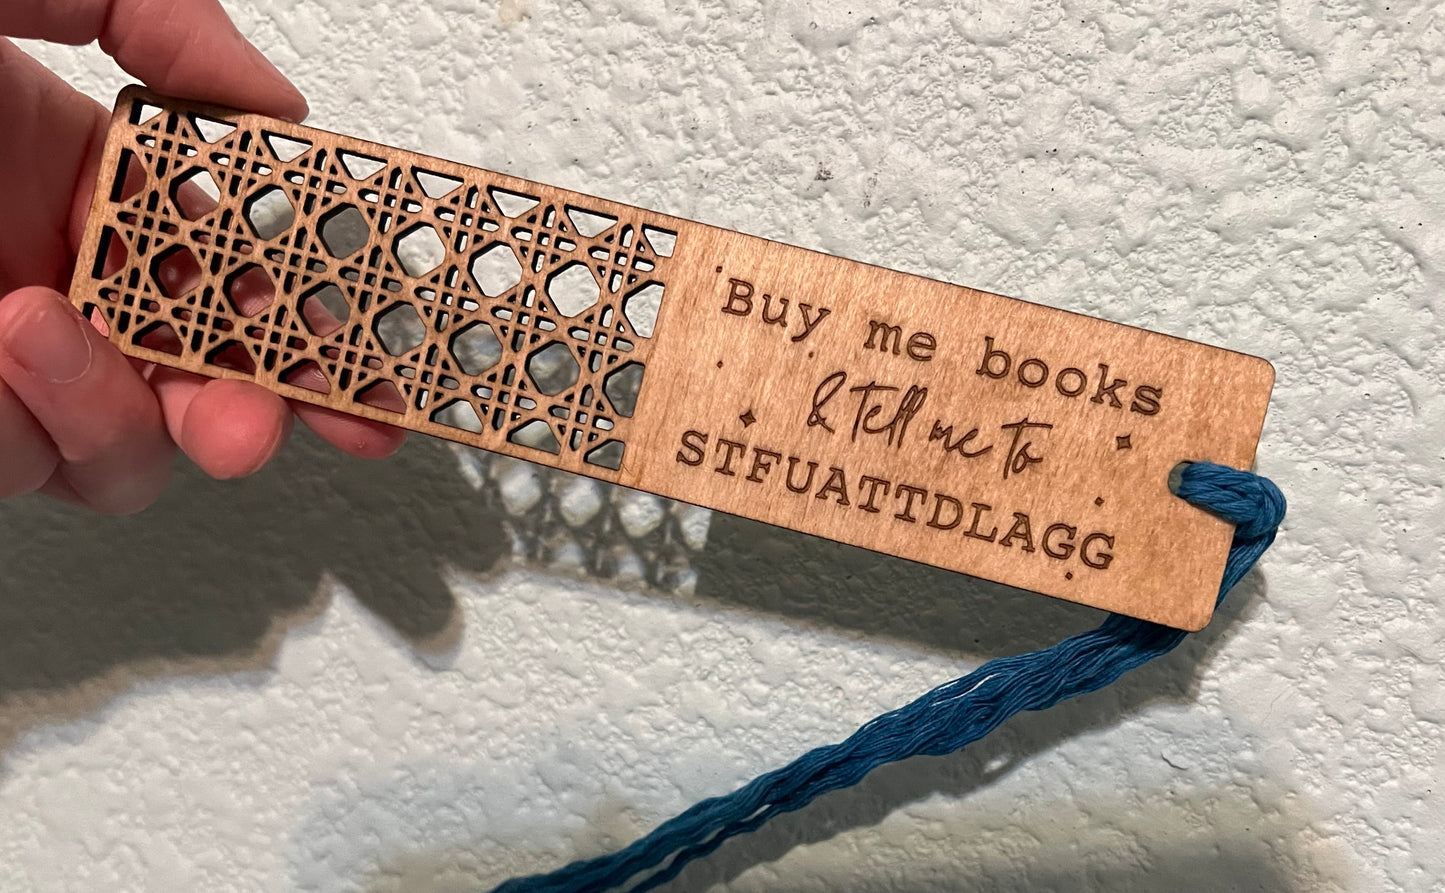 Buy me books
& tell me to
STFUATTDLAGG